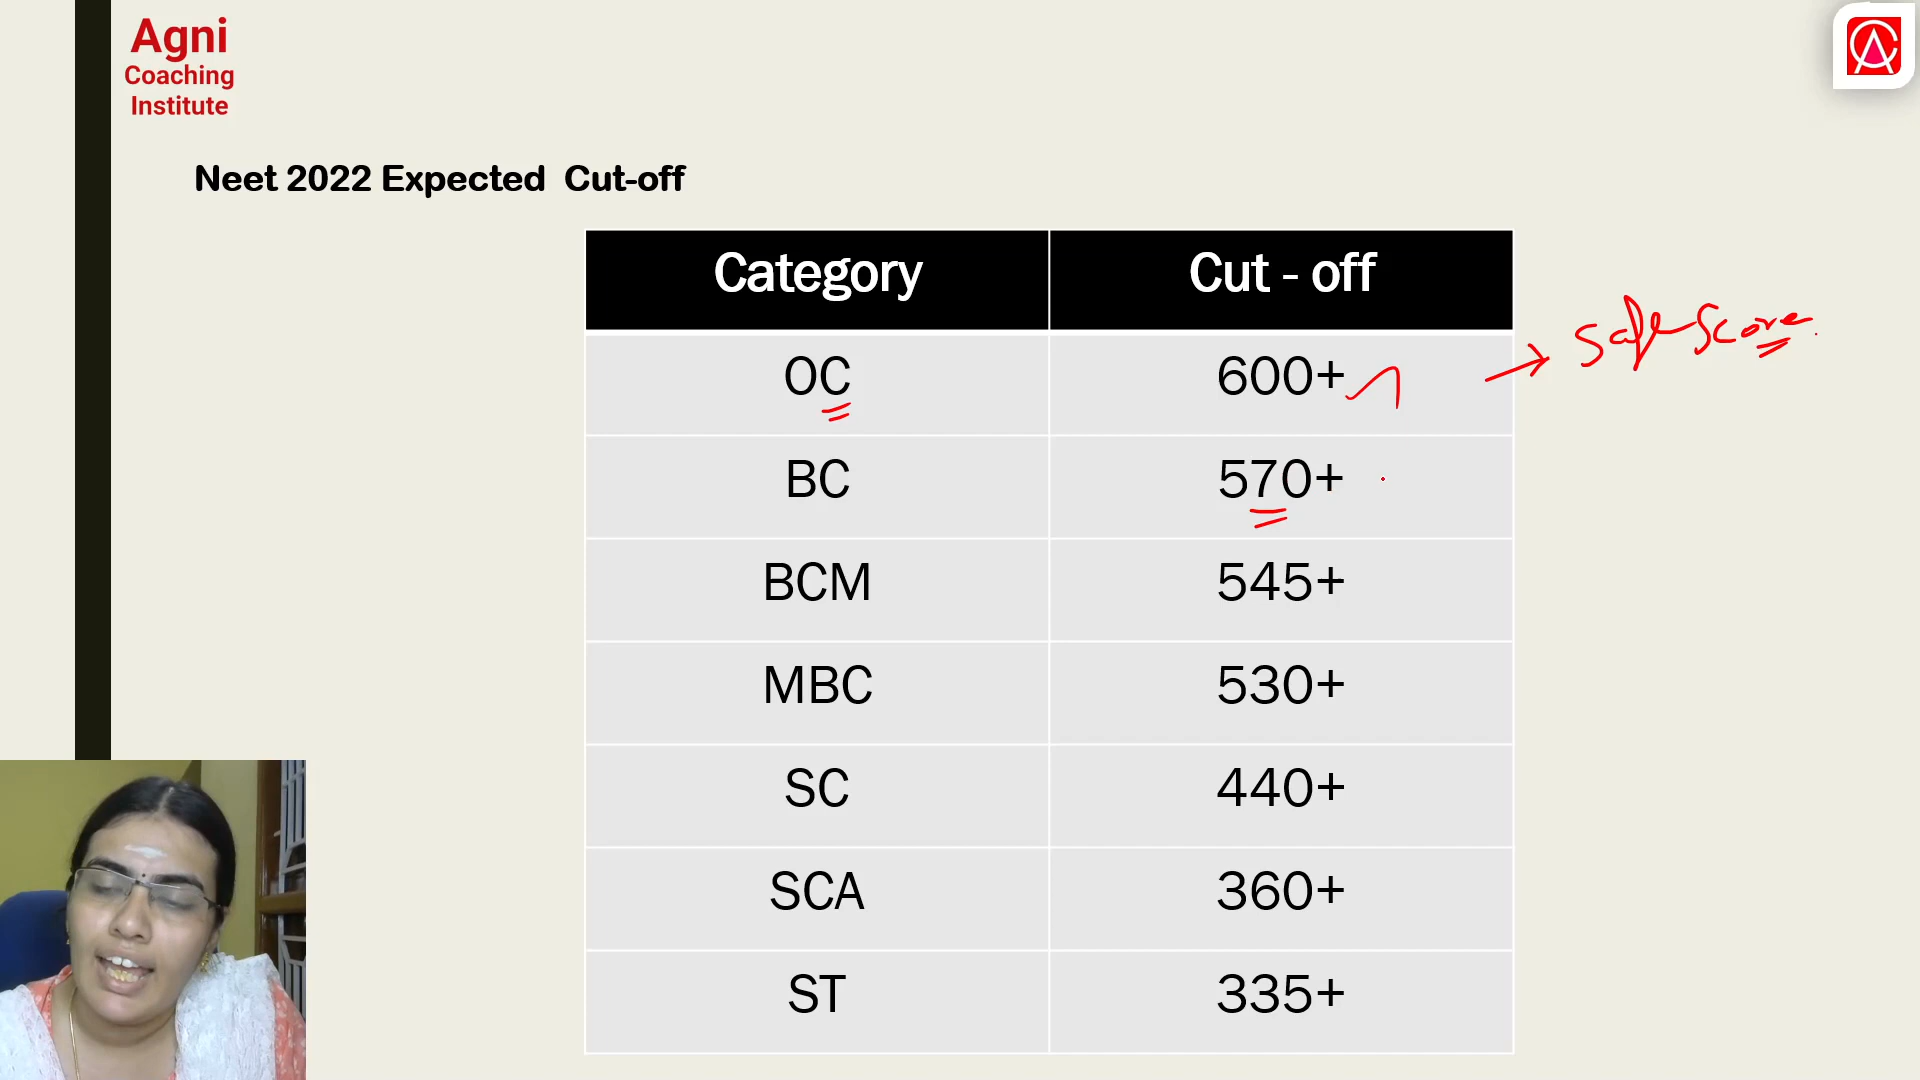 Agni
Coaching
Institute
Neet 2022 Expected Cut-off
Category Cut - off
OC 600+
Safe Score
BC 570+
BCM 545+
MBC 530+
SC 440+
SCA 360+
ST 335+